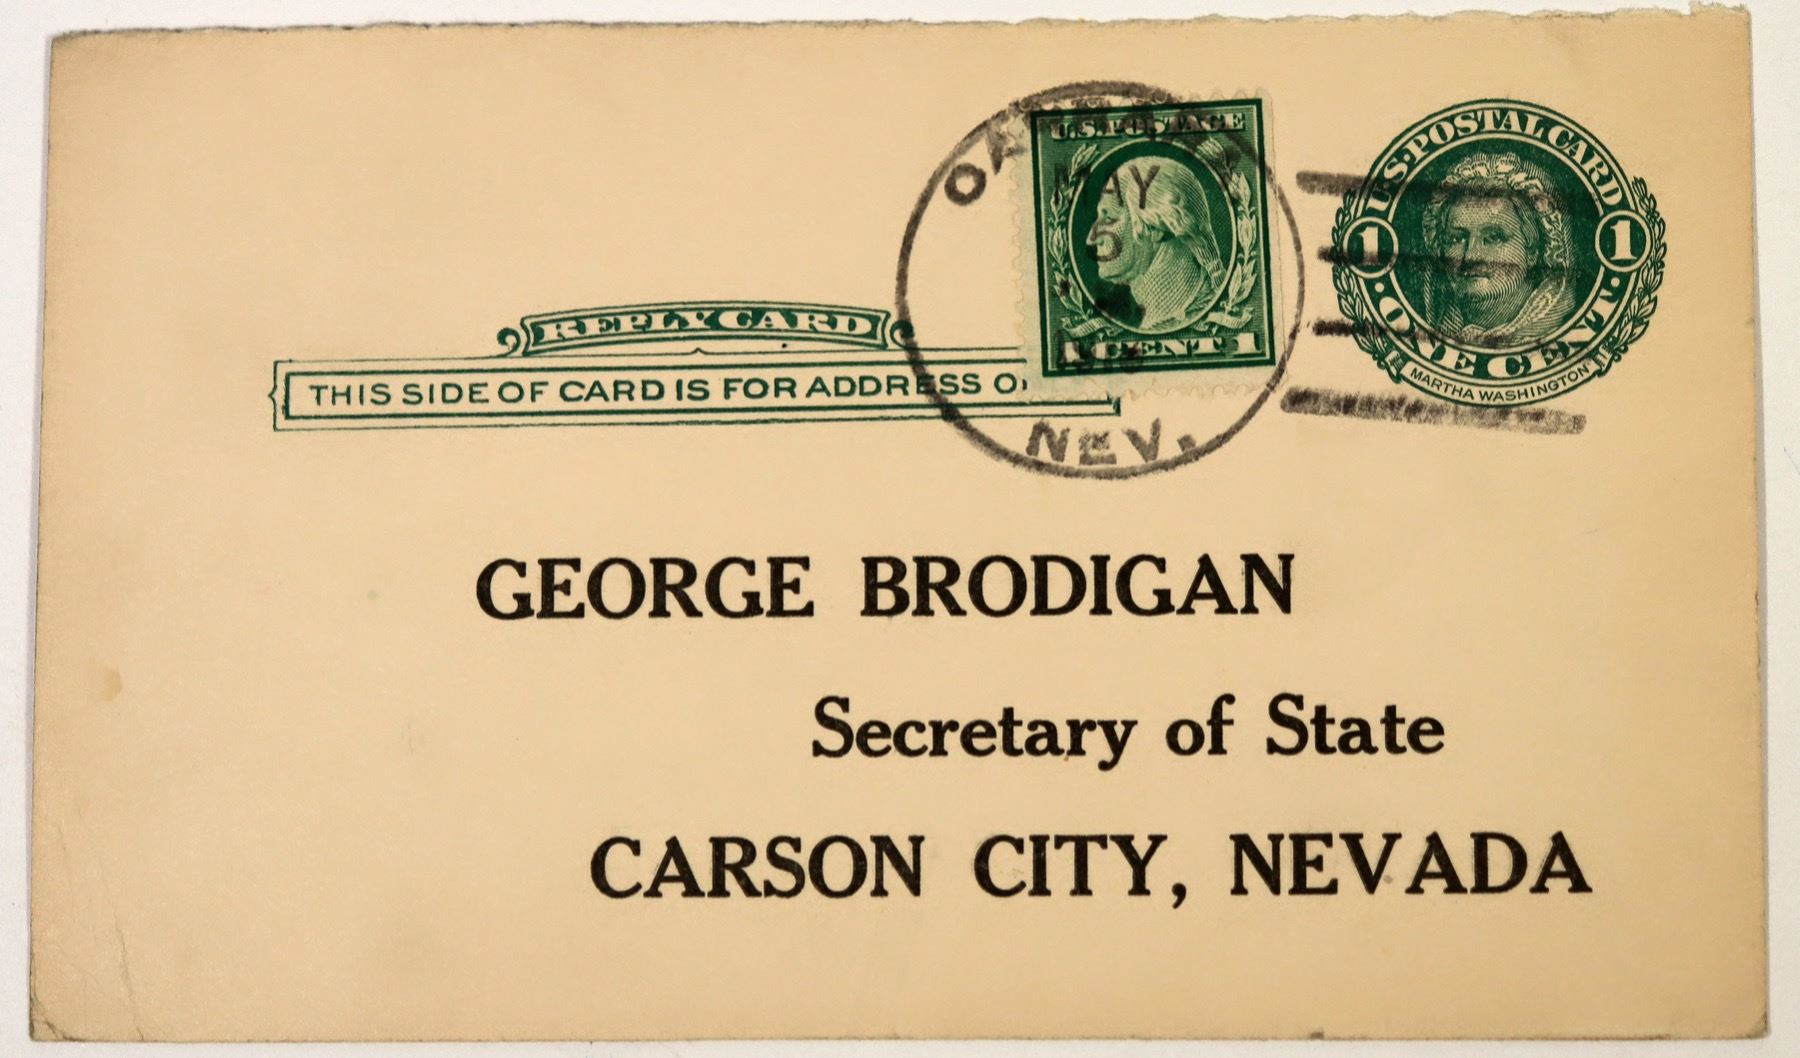 U.S. POSTAL CARD
1 1
· ONE CENT ·
MARTHA WASHINGTON
U.S. POSTAGE
1 CENT 1
MAY
5
NEV.
REPLY CARD
THIS SIDE OF CARD IS FOR ADDRESS
GEORGE BRODIGAN
Secretary of State
CARSON CITY, NEVADA